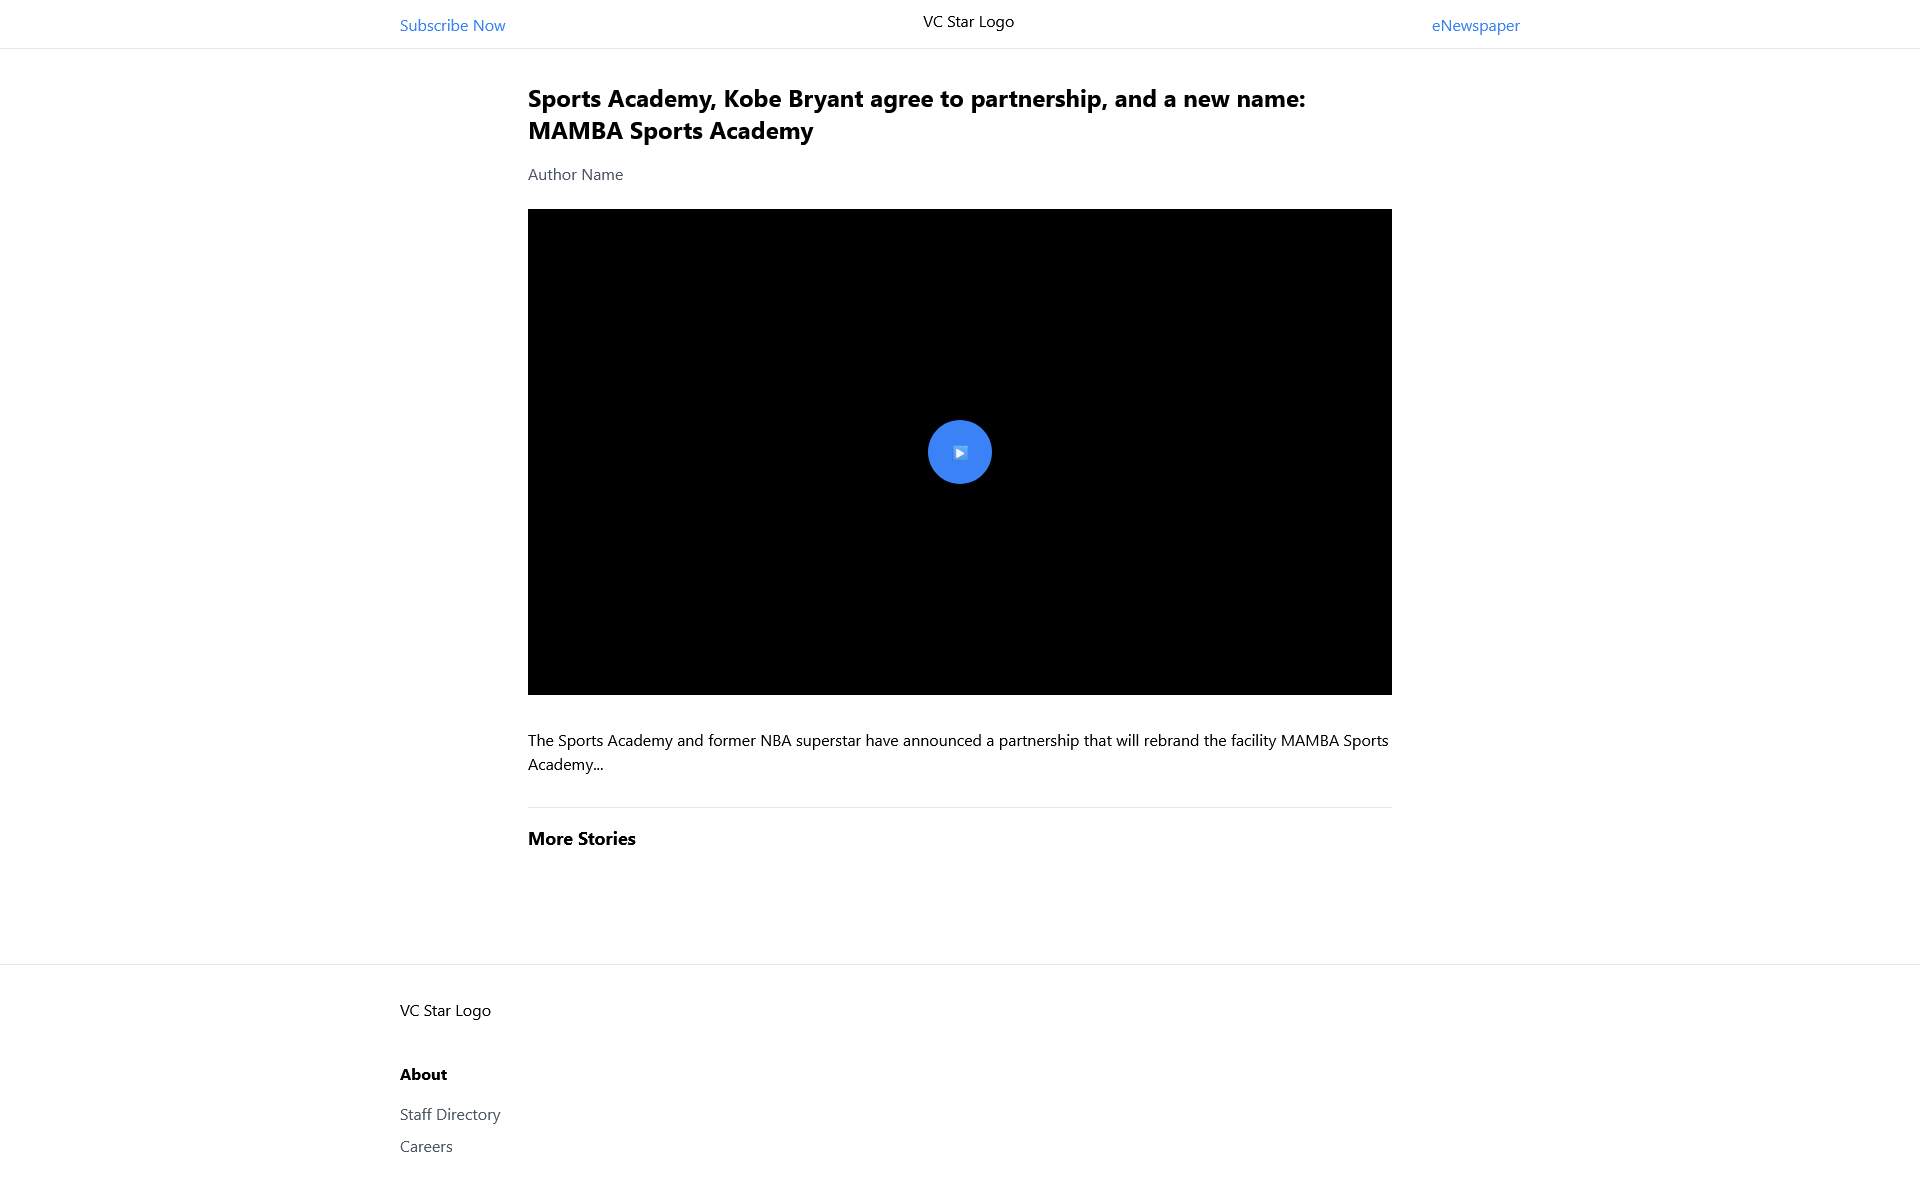 Subscribe Now
VC Star Logo
eNewspaper
Sports Academy, Kobe Bryant agree to partnership, and a new name:
MAMBA Sports Academy
Author Name
The Sports Academy and former NBA superstar have announced a partnership that will rebrand the facility MAMBA Sports
Academy...
More Stories
VC Star Logo
About
Staff Directory
Careers